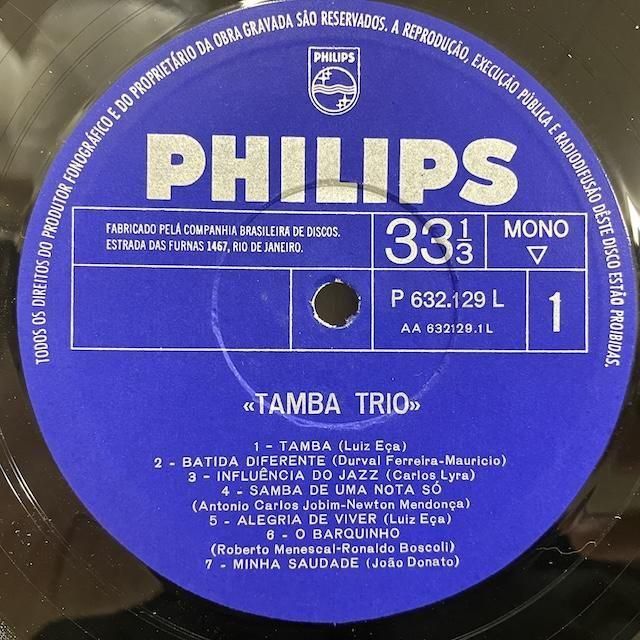 TODOS OS DIREITOS DO PRODUTOR FONOGRÁFICO E DO PROPRIETÁRIO DA OBRA GRAVADA SÃO RESERVADOS. A REPRODUÇÃO, EXECUÇÃO PÚBLICA E RADIODIFUSÃO DÊSTE DISCO ESTÃO PROIBIDAS.
PHILIPS
PHILIPS
FABRICADO PELÁ COMPANHIA BRASILEIRA DE DISCOS.
ESTRADA DAS FURNAS 1467, RIO DE JANEIRO.
33 1/3
MONO
P 632.129 L
AA 632129.1 L
1
«TAMBA TRIO»
1 - TAMBA (Luiz Eça)
2 - BATIDA DIFERENTE (Durval Ferreira-Mauricio)
3 - INFLUÊNCIA DO JAZZ (Carlos Lyra)
4 - SAMBA DE UMA NOTA SÓ
(Antonio Carlos Jobim-Newton Mendonça)
5 - ALEGRIA DE VIVER (Luiz Eça)
6 - O BARQUINHO
(Roberto Menescal-Ronaldo Boscoli)
7 - MINHA SAUDADE (João Donato)